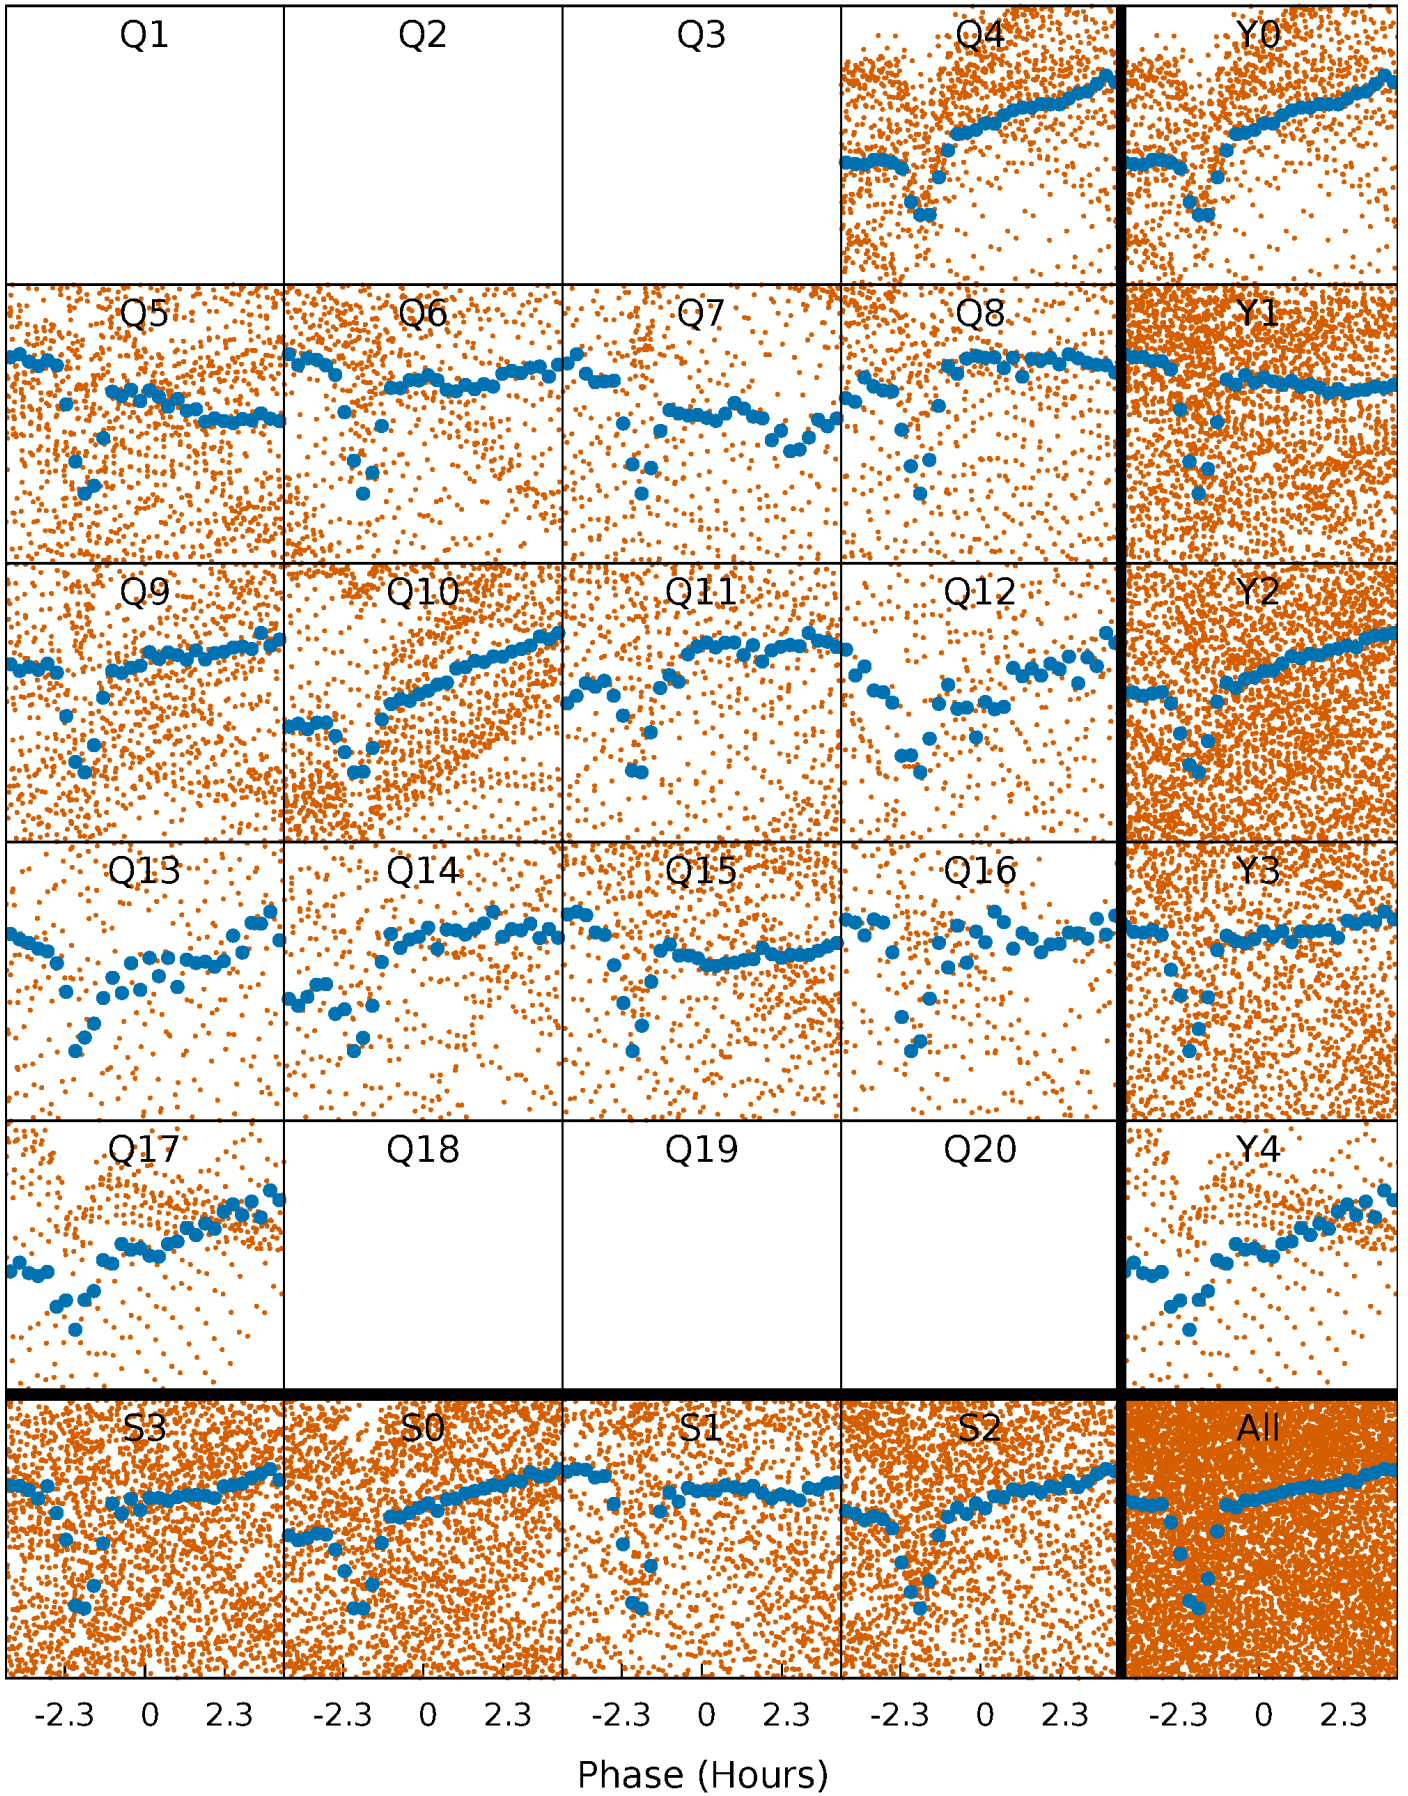 Q1 Q2 Q3 Q4 Y0
Q5 Q6 Q7 Q8 Y1
Q9 Q10 Q11 Q12 Y2
Q13 Q14 Q15 Q16 Y3
Q17 Q18 Q19 Q20 Y4
S3 S0 S1 S2 All
-2.3 0 2.3 -2.3 0 2.3 -2.3 0 2.3 -2.3 0 2.3 -2.3 0 2.3
Phase (Hours)